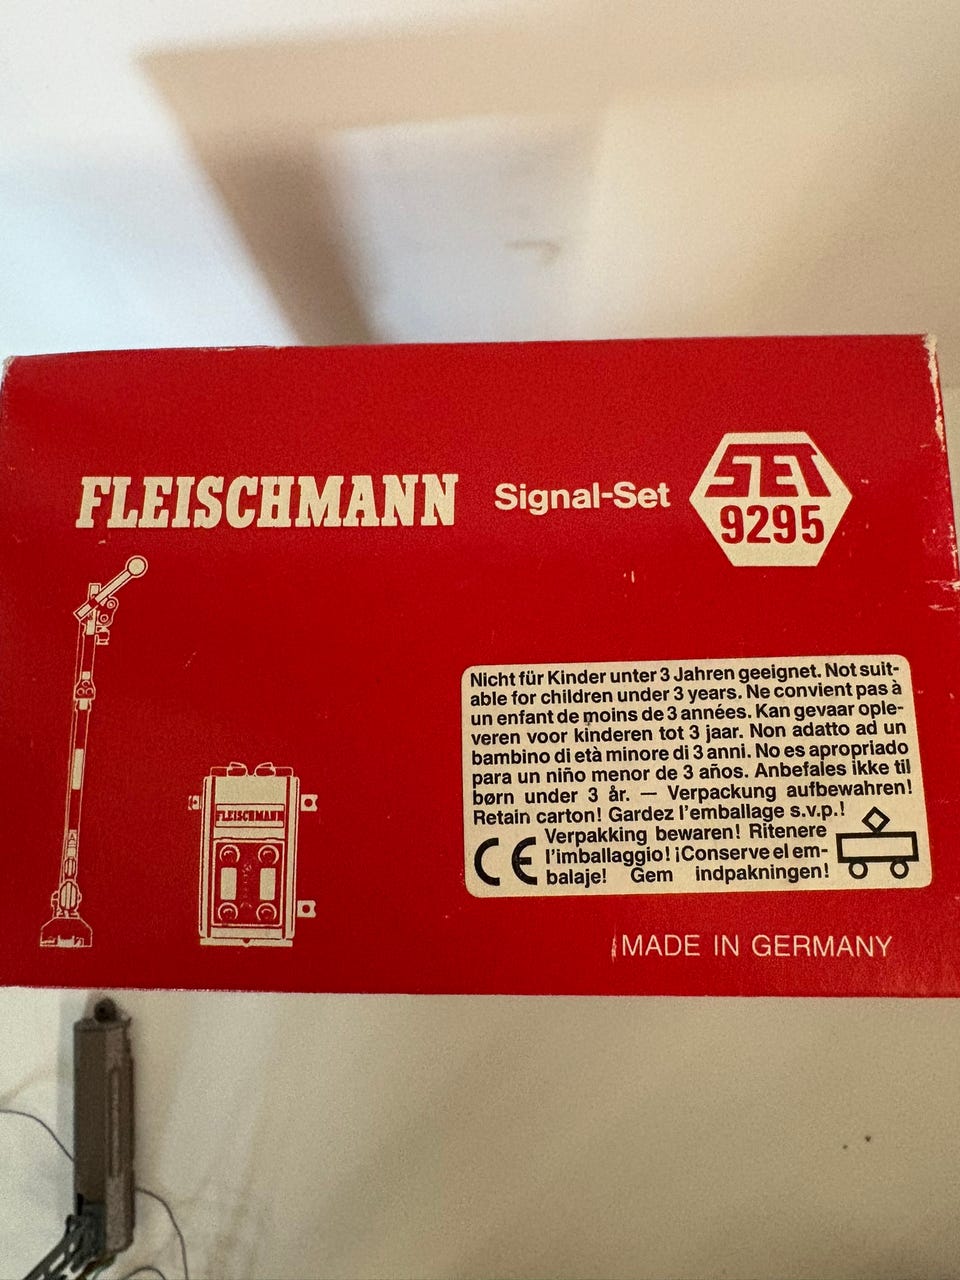 FLEISCHMANN Signal-Set SET 9295
FLEISCHMANN
Nicht für Kinder unter 3 Jahren geeignet. Not suit-
able for children under 3 years. Ne convient pas à
un enfant de moins de 3 années. Kan gevaar ople-
veren voor kinderen tot 3 jaar. Non adatto ad un
bambino di età minore di 3 anni. No es apropriado
para un niño menor de 3 años. Anbefales ikke til
børn under 3 år. — Verpackung aufbewahren!
Retain carton! Gardez l'emballage s.v.p.!
Verpakking bewaren! Ritenere
l'imballaggio! ¡Conserve el em-
balaje! Gem indpakningen!
CE
MADE IN GERMANY